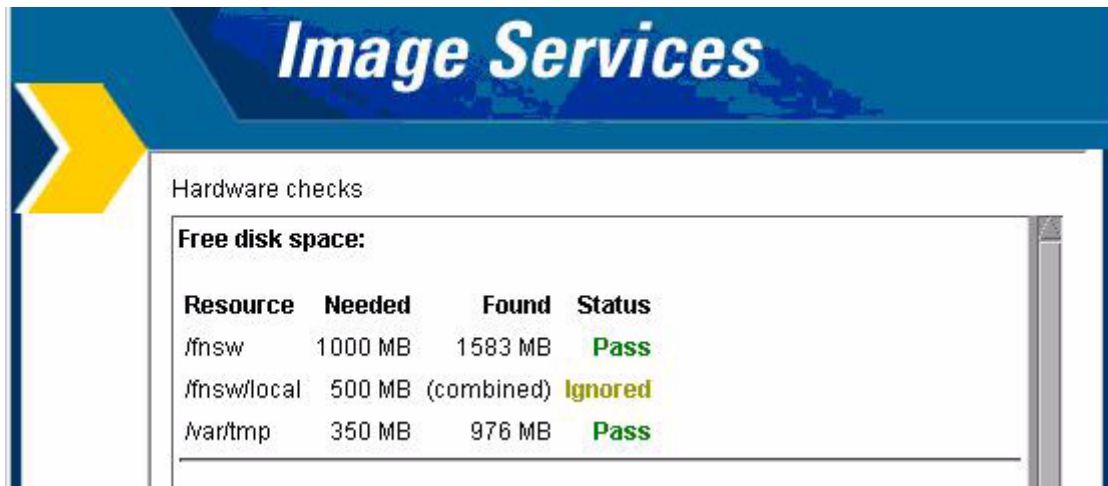 Image Services
Hardware checks
Free disk space:
Resource Needed Found Status
/fnsw 1000 MB 1583 MB Pass
/fnsw/local 500 MB (combined) Ignored
/var/tmp 350 MB 976 MB Pass